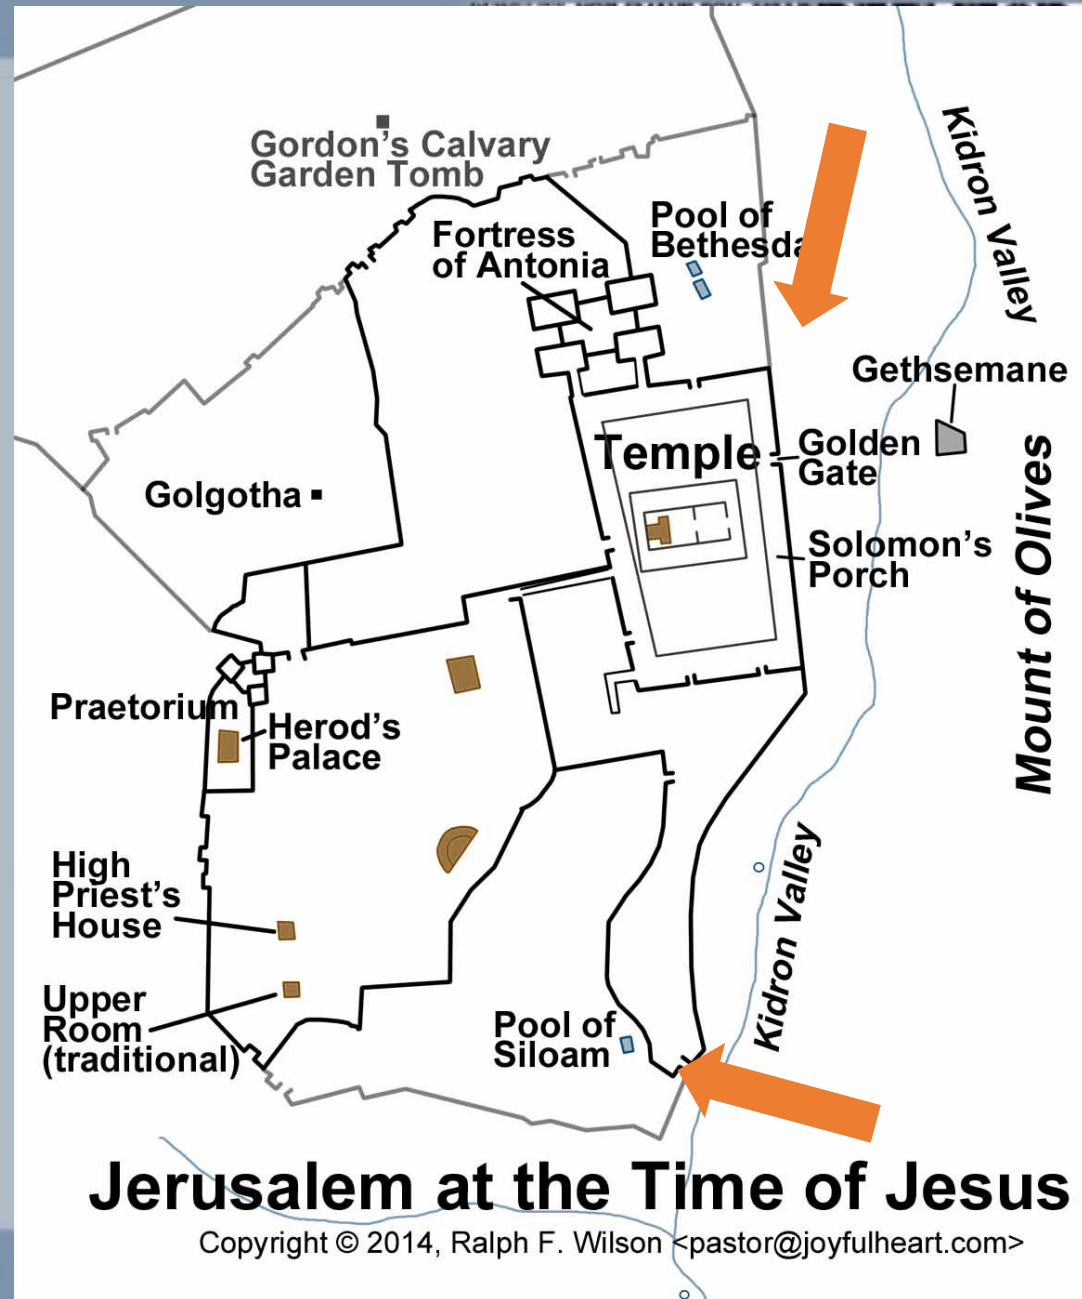 Gordon's Calvary
Garden Tomb
Kidron Valley
Pool of
Bethesda
Fortress
of Antonia
Gethsemane
Temple
Golden
Gate
Golgotha
Solomon's
Porch
Mount of Olives
Praetorium
Herod's
Palace
High
Priest's
House
Kidron Valley
Upper
Room
(traditional)
Pool of
Siloam
Jerusalem at the Time of Jesus
Copyright © 2014, Ralph F. Wilson <pastor@joyfulheart.com>